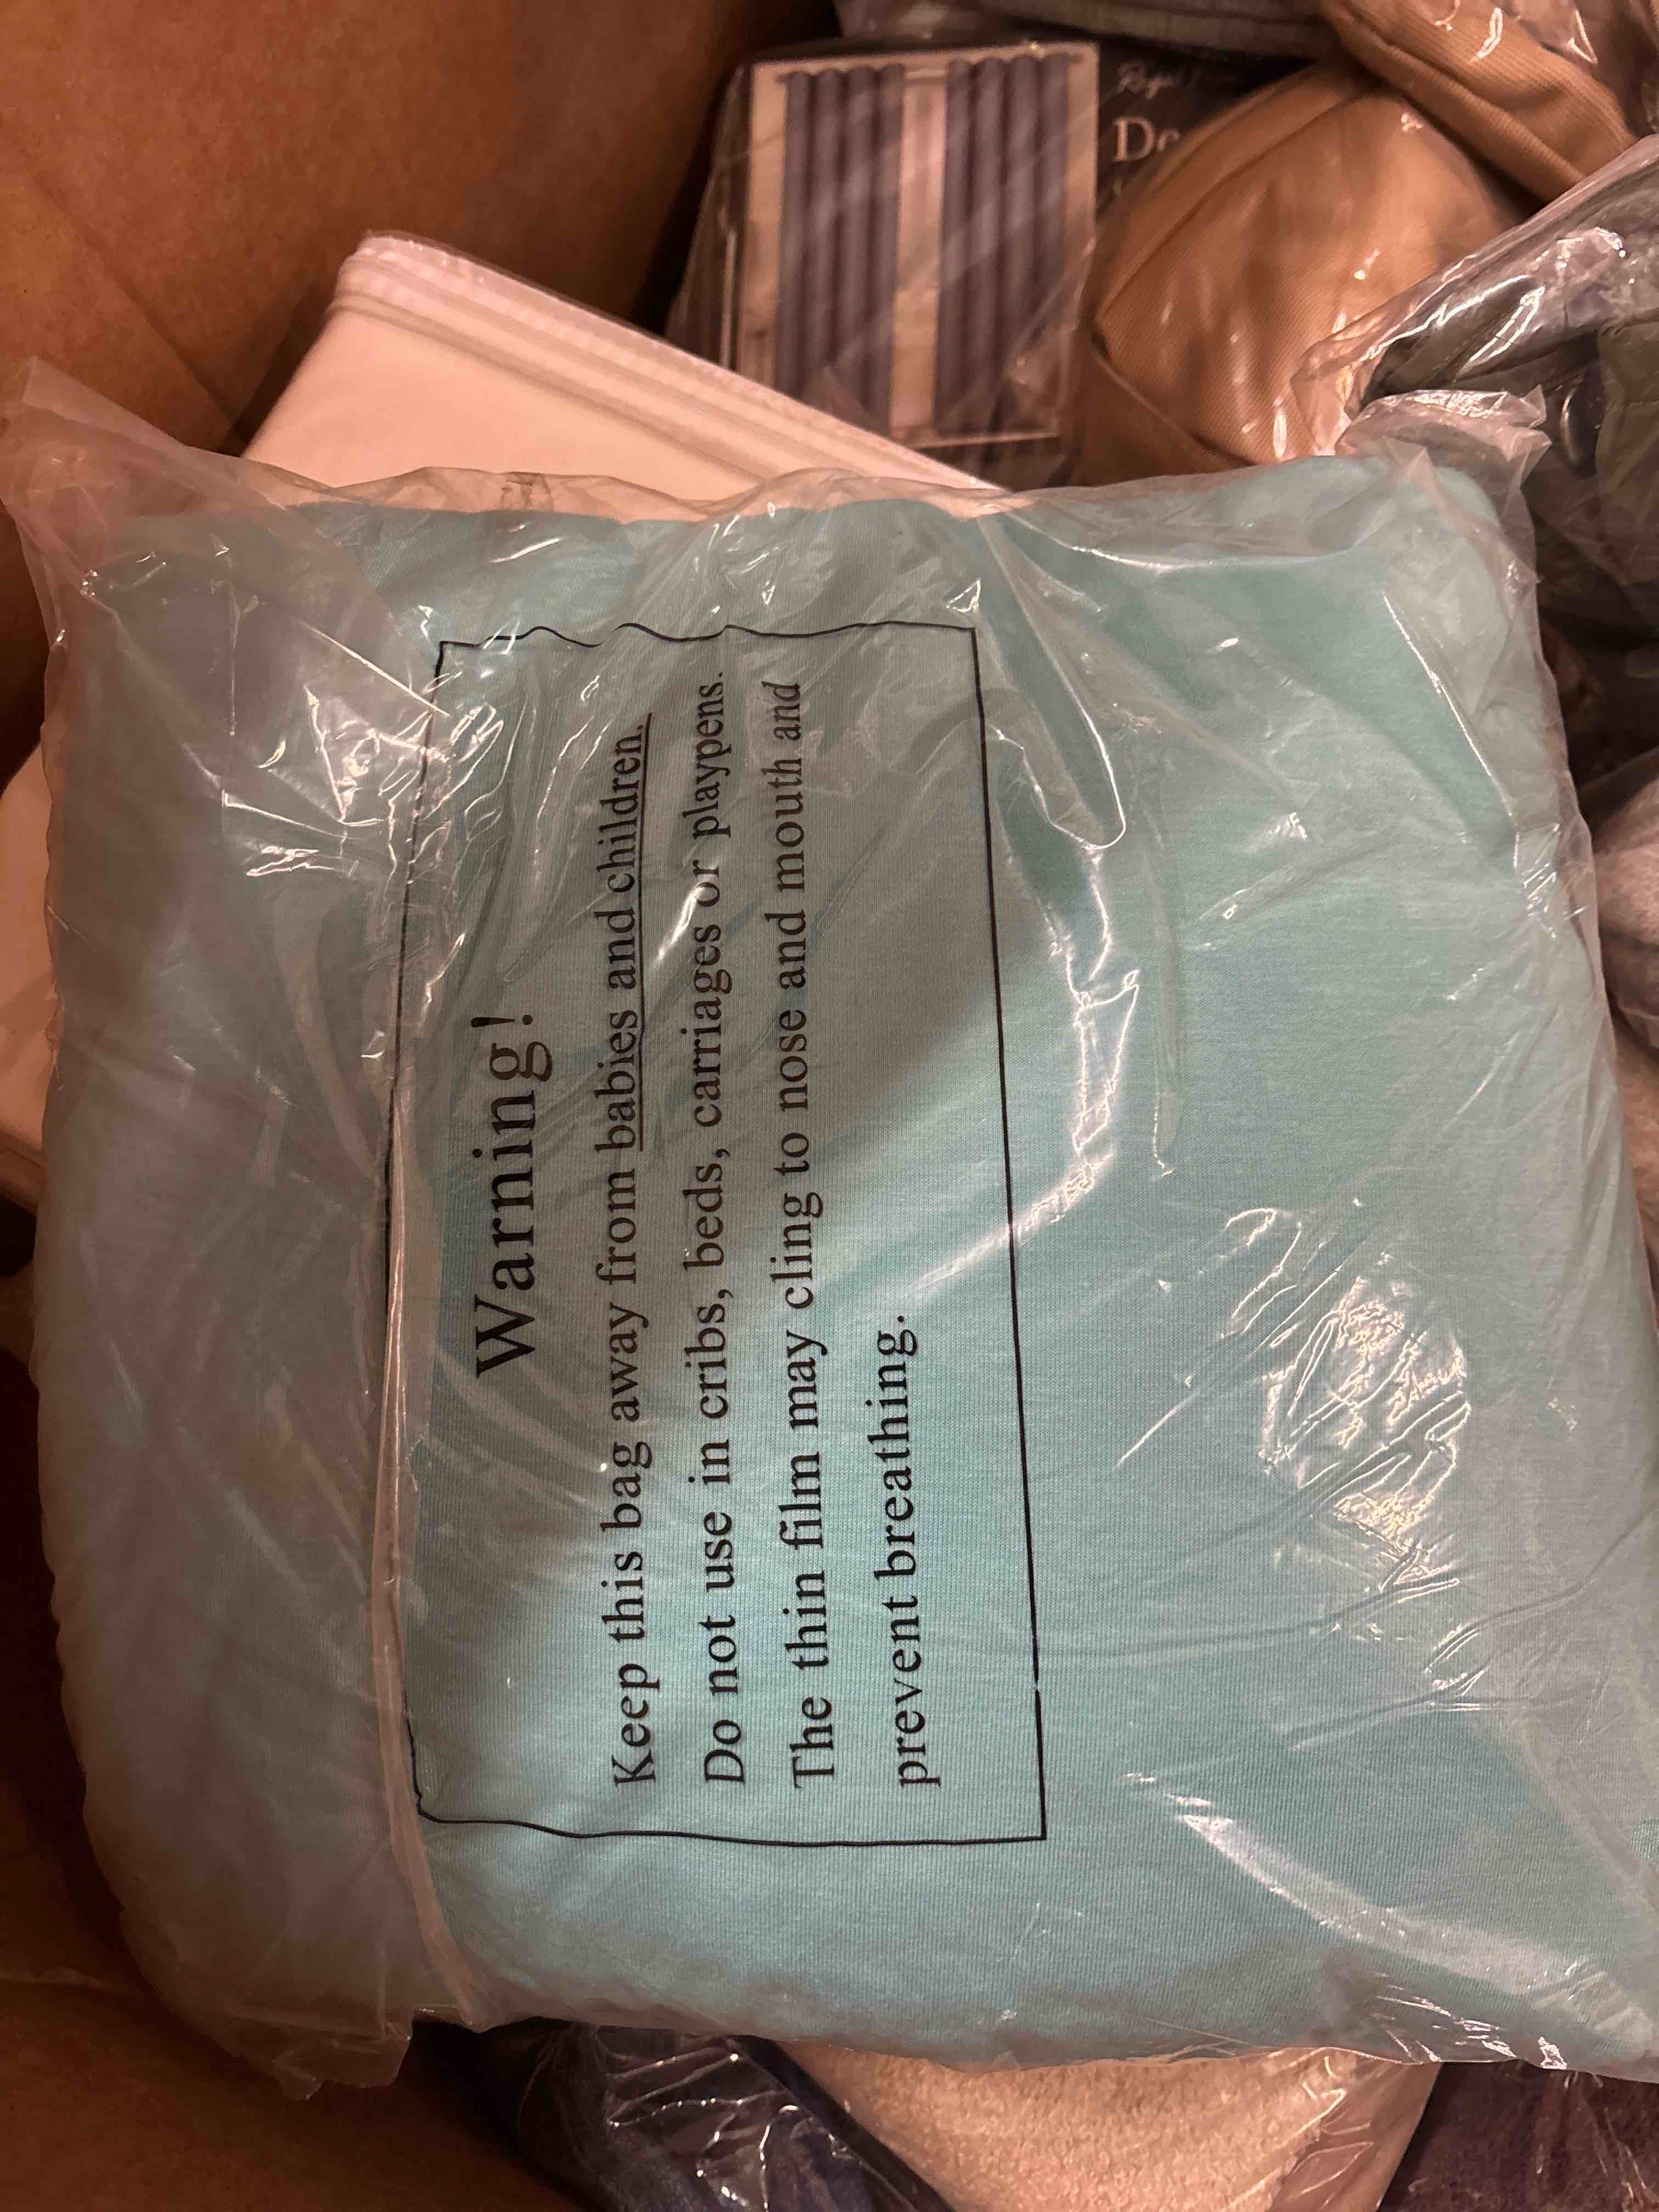 Warning!
Keep this bag away from babies and children.
Do not use in cribs, beds, carriages or playpens.
The thin film may cling to nose and mouth and
prevent breathing.